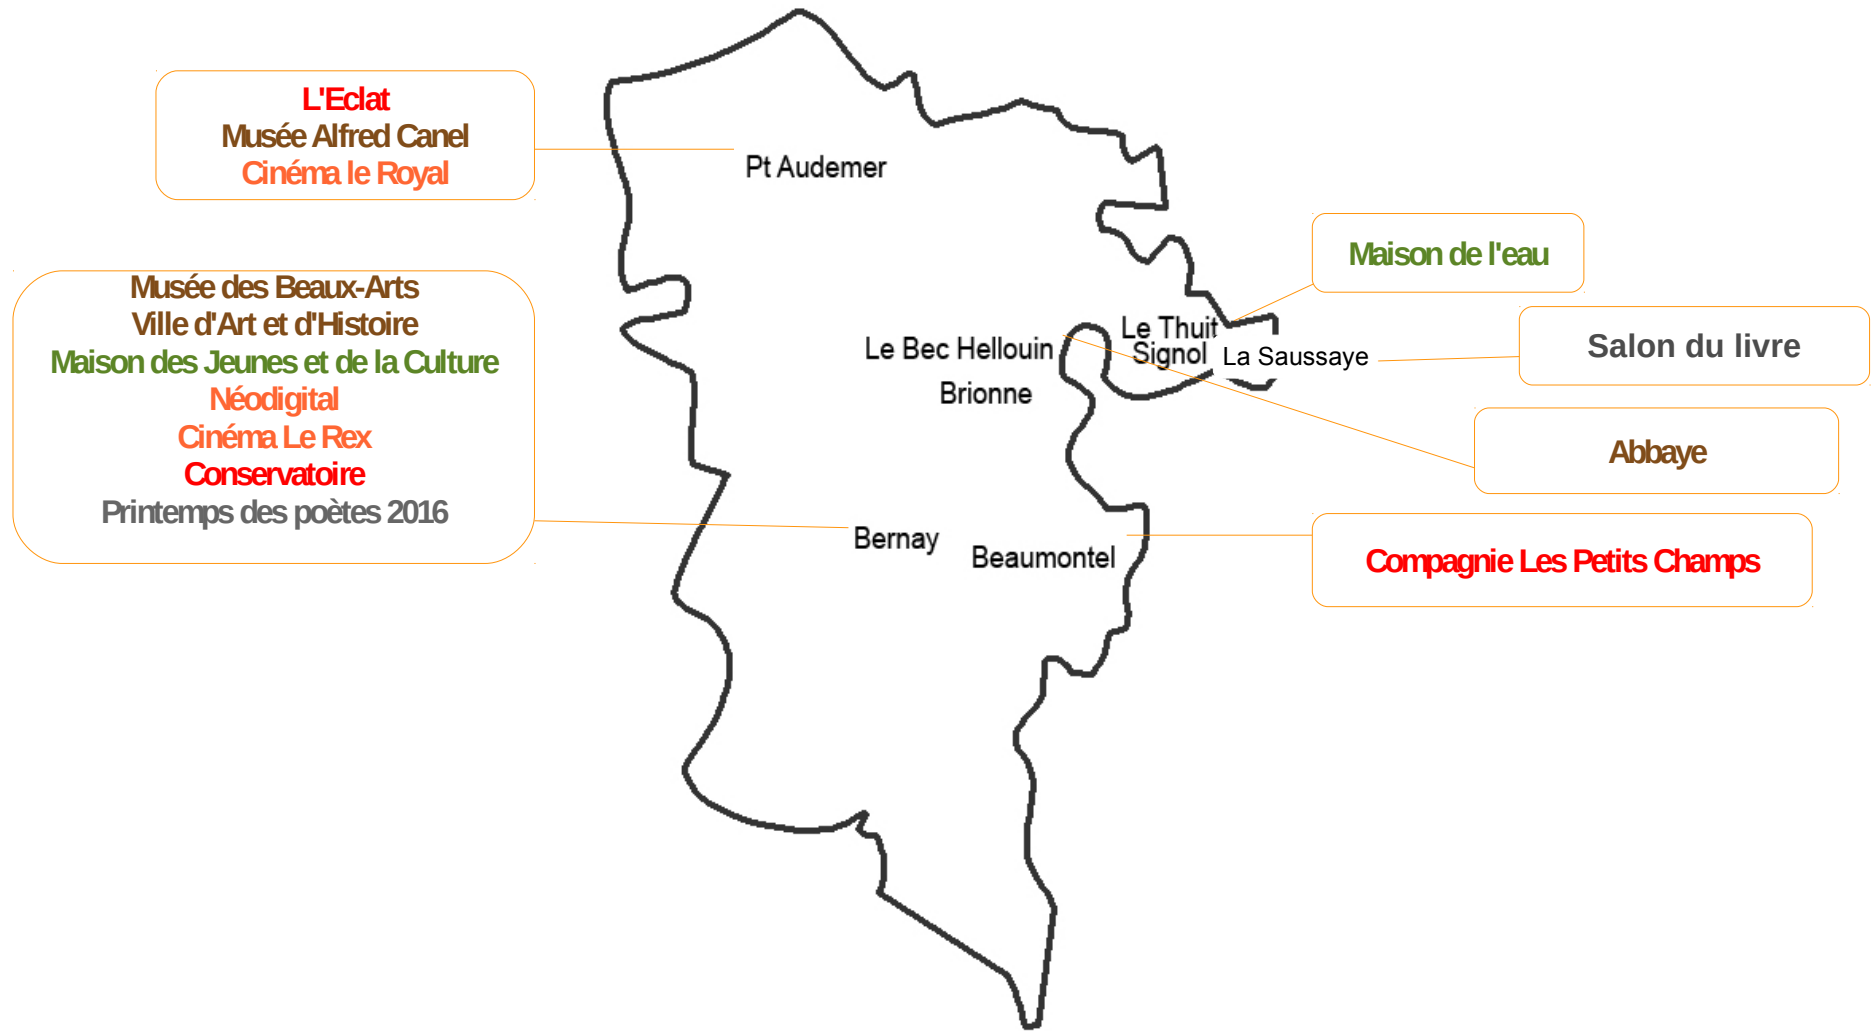 L'Eclat
Musée Alfred Canel
Cinéma le Royal
Pt Audemer
Musée des Beaux-Arts
Ville d'Art et d'Histoire
Maison des Jeunes et de la Culture
Néodigital
Cinéma Le Rex
Conservatoire
Printemps des poètes 2016
Maison de l'eau
Le Thuit
Signol
La Saussaye
Salon du livre
Le Bec Hellouin
Brionne
Abbaye
Bernay
Beaumontel
Compagnie Les Petits Champs